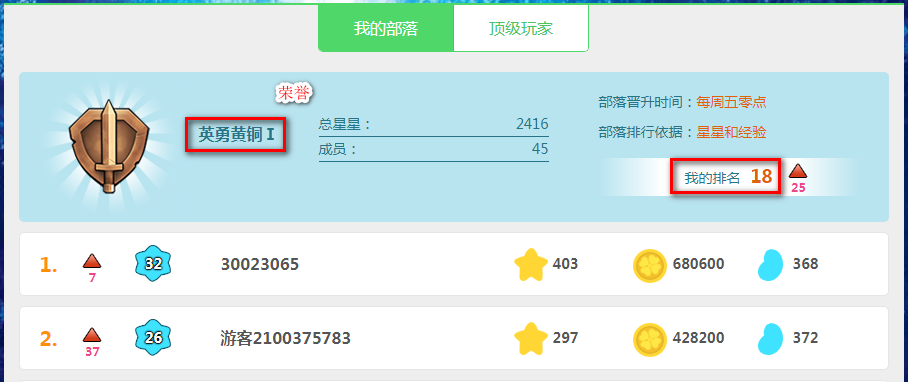 我的部落
顶级玩家
荣誉
英勇黄铜 I
总星星： 2416
成员： 45
部落晋升时间：每周五零点
部落排行依据：星星和经验
我的排名 18
25
1. 7 32 30023065 403 680600 368
2. 37 26 游客2100375783 297 428200 372